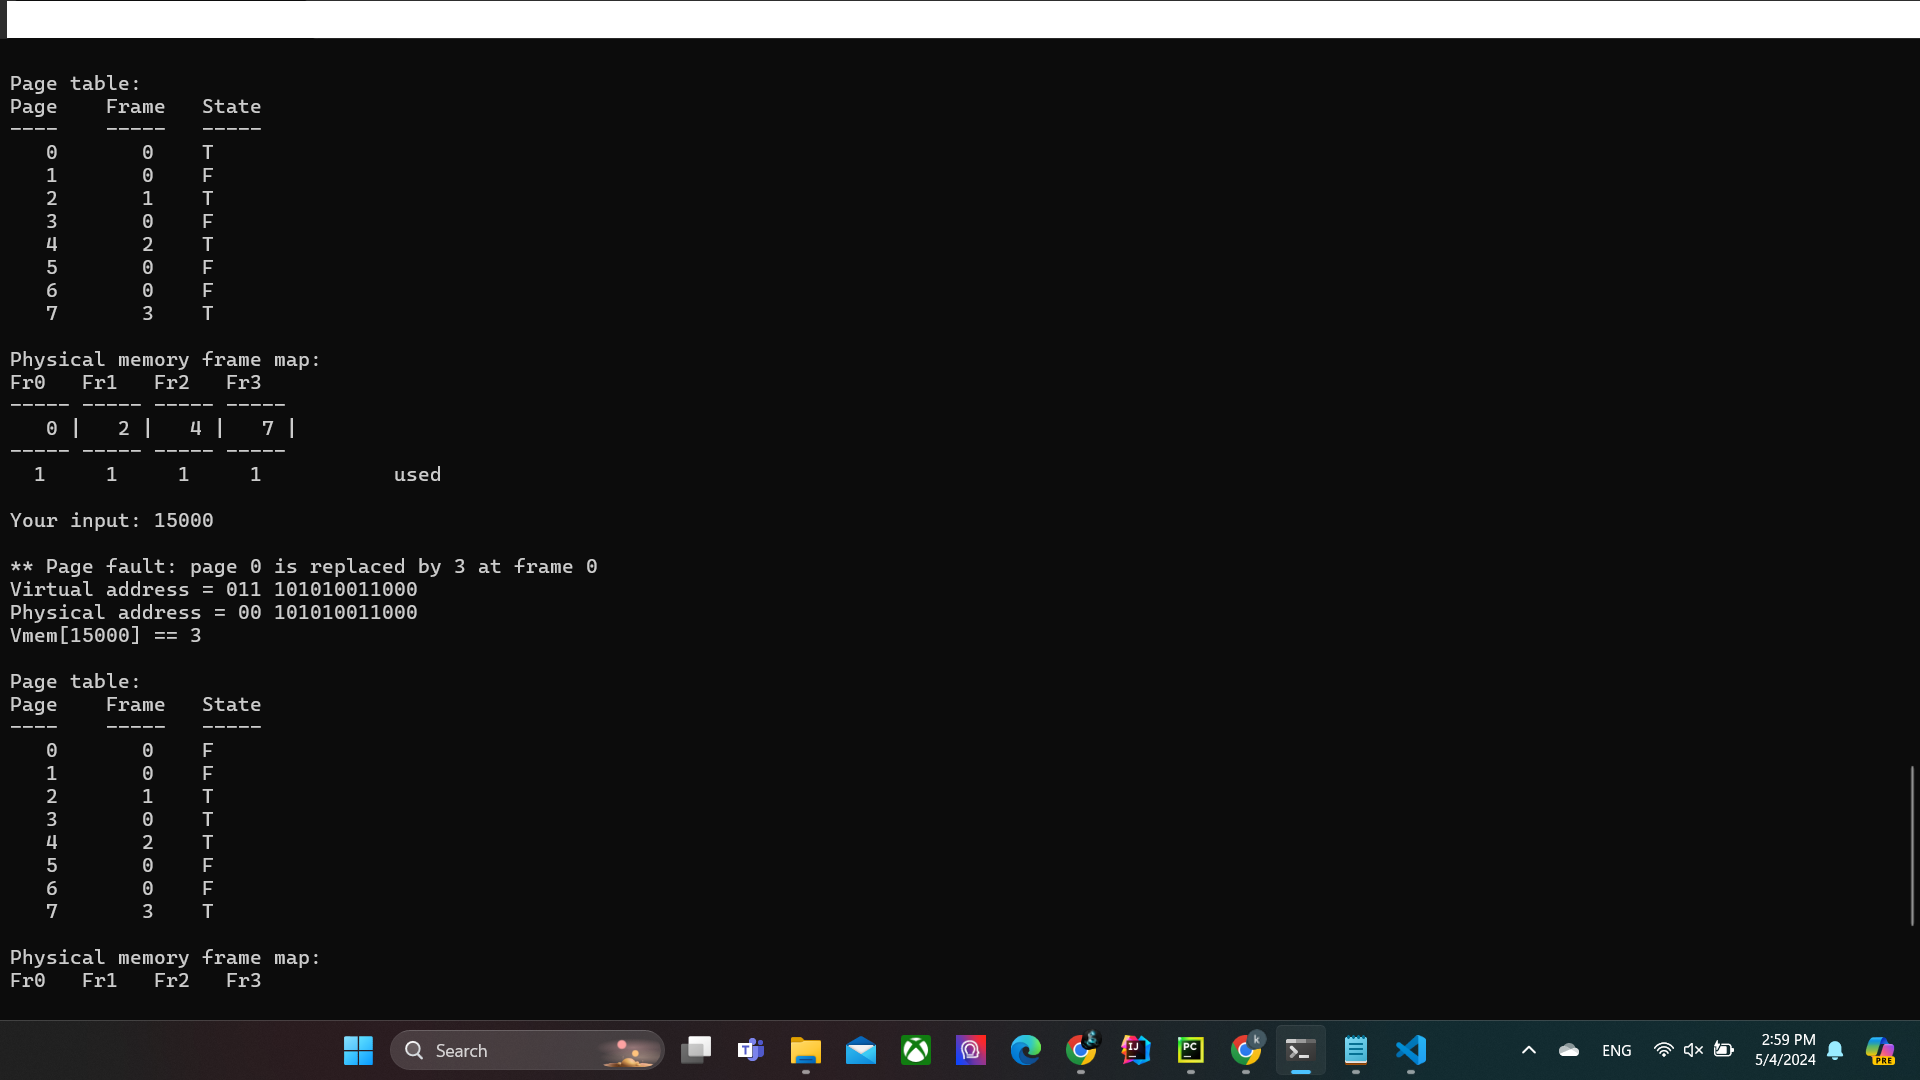 Page table:
Page    Frame   State
----    -----   -----
   0       0    T
   1       0    F
   2       1    T
   3       0    F
   4       2    T
   5       0    F
   6       0    F
   7       3    T
Physical memory frame map:
Fr0   Fr1   Fr2   Fr3
----- ----- ----- -----
   0 |   2 |   4 |   7 |
----- ----- ----- -----
  1     1     1     1           used
Your input: 15000
** Page fault: page 0 is replaced by 3 at frame 0
Virtual address = 011 101010011000
Physical address = 00 101010011000
Vmem[15000] == 3
Page table:
Page    Frame   State
----    -----   -----
   0       0    F
   1       0    F
   2       1    T
   3       0    T
   4       2    T
   5       0    F
   6       0    F
   7       3    T
Physical memory frame map:
Fr0   Fr1   Fr2   Fr3
Search
ENG
2:59 PM
5/4/2024
PRE